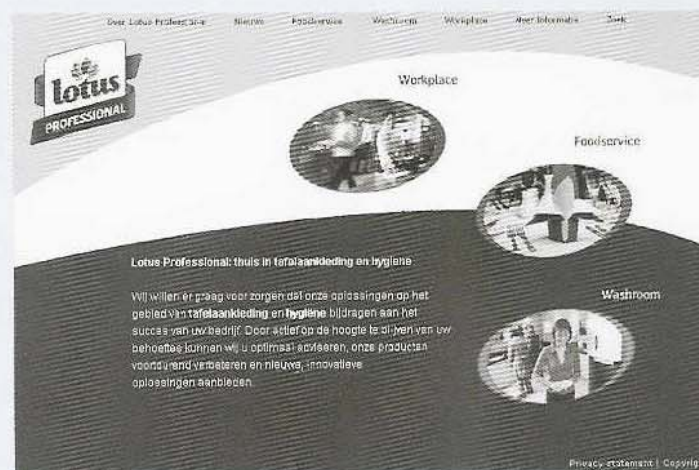 Over Lotus Professional Nieuws Foodservice Washroom Workplace Meer Informatie Zoek
lotus
PROFESSIONAL
Workplace
Foodservice
Lotus Professional: thuis in tafelaankleding en hygiëne
Wij willen er graag voor zorgen dat onze oplossingen op het
gebied van tafelaankleding en hygiëne bijdragen aan het
succes van uw bedrijf. Door actief op de hoogte te blijven van uw
behoeftes kunnen wij u optimaal adviseren, onze producten
voortdurend verbeteren en nieuwe, innovatieve
oplossingen aanbieden.
Washroom
Privacy statement | Copyrig